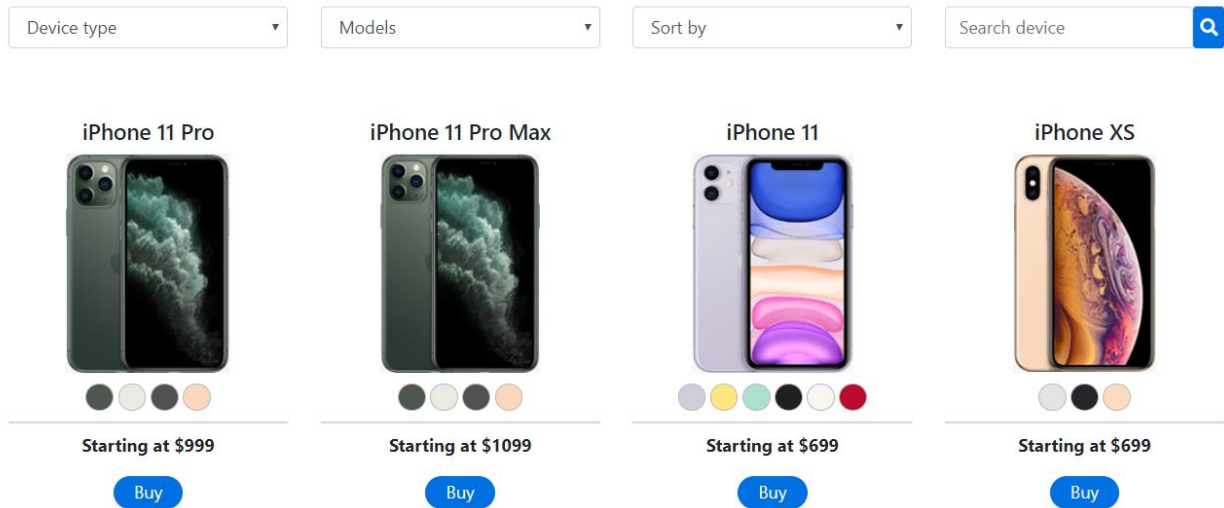 Device type
Models
Sort by
Search device
iPhone 11 Pro
iPhone 11 Pro Max
iPhone 11
iPhone XS
Starting at $999
Starting at $1099
Starting at $699
Starting at $699
Buy
Buy
Buy
Buy